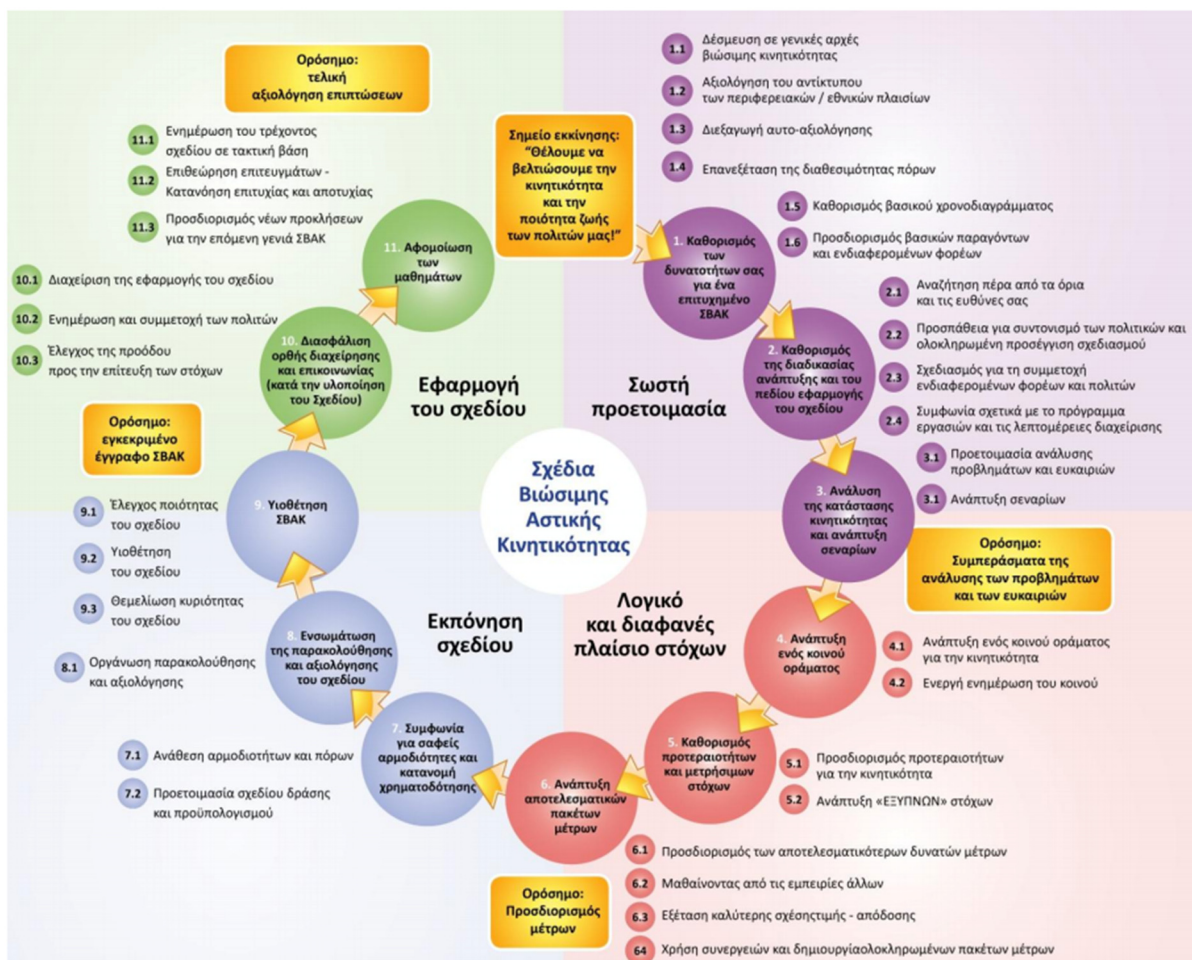 Ορόσημο:
τελική
αξιολόγηση επιπτώσεων
11.1 Ενημέρωση του τρέχοντος
σχεδίου σε τακτική βάση
11.2 Επιθεώρηση επιτευγμάτων -
Κατανόηση επιτυχίας και αποτυχίας
11.3 Προσδιορισμός νέων προκλήσεων
για την επόμενη γενιά ΣΒΑΚ
10.1 Διαχείριση της εφαρμογής του σχεδίου
10.2 Ενημέρωση και συμμετοχή των πολιτών
10.3 Έλεγχος της προόδου
προς την επίτευξη των στόχων
Ορόσημο:
εγκεκριμένο
έγγραφο ΣΒΑΚ
11. Αφομοίωση
των
μαθημάτων
10. Διασφάλιση
ορθής διαχείρησης
και επικοινωνίας
(κατά την υλοποίηση
του Σχεδίου)
Εφαρμογή
του σχεδίου
Σημείο εκκίνησης:
“Θέλουμε να
βελτιώσουμε την
κινητικότητα
και την
ποιότητα ζωής
των πολιτών μας!”
1.1 Δέσμευση σε γενικές αρχές
βιώσιμης κινητικότητας
1.2 Αξιολόγηση του αντίκτυπου
των περιφερειακών / εθνικών πλαισίων
1.3 Διεξαγωγή αυτο-αξιολόγησης
1.4 Επανεξέταση της διαθεσιμότητας πόρων
1.5 Καθορισμός βασικού χρονοδιαγράμματος
1.6 Προσδιορισμός βασικών παραγόντων
και ενδιαφερομένων φορέων
1. Καθορισμός
των
δυνατοτήτων σας
για ένα
επιτυχημένο
ΣΒΑΚ
2.1 Αναζήτηση πέρα από τα όρια
και τις ευθύνες σας
2.2 Προσπάθεια για συντονισμό των πολιτικών και
ολοκληρωμένη προσέγγιση σχεδιασμού
2.3 Σχεδιασμός για τη συμμετοχή
ενδιαφερομένων φορέων και πολιτών
2.4 Συμφωνία σχετικά με το πρόγραμμα
εργασιών και τις λεπτομέρειες διαχείρισης
2. Καθορισμός
της διαδικασίας
ανάπτυξης και του
πεδίου εφαρμογής
του σχεδίου
Σωστή
προετοιμασία
3.1 Προετοιμασία ανάλυσης
προβλημάτων και ευκαιριών
3.1 Ανάπτυξη σεναρίων
3. Ανάλυση
της κατάστασης
κινητικότητας
και ανάπτυξη
σεναρίων
Ορόσημο:
Συμπεράσματα της
ανάλυσης των προβλημάτων
και των ευκαιριών
Σχέδια
Βιώσιμης
Αστικής
Κινητικότητας
Λογικό
και διαφανές
πλαίσιο στόχων
4. Ανάπτυξη
ενός κοινού
οράματος
4.1 Ανάπτυξη ενός κοινού οράματος
για την κινητικότητα
4.2 Ενεργή ενημέρωση του κοινού
5. Καθορισμός
προτεραιοτήτων
και μετρήσιμων
στόχων
5.1 Προσδιορισμός προτεραιοτήτων
για την κινητικότητα
5.2 Ανάπτυξη «ΕΞΥΠΝΩΝ» στόχων
6. Ανάπτυξη
αποτελεσματικών
πακέτων
μέτρων
6.1 Προσδιορισμός των αποτελεσματικότερων δυνατών μέτρων
6.2 Μαθαίνοντας από τις εμπειρίες άλλων
6.3 Εξέταση καλύτερης σχέσηςτιμής - απόδοσης
64 Χρήση συνεργειών και δημιουργίαολοκληρωμένων πακέτων μέτρων
Ορόσημο:
Προσδιορισμός
μέτρων
Εκπόνηση
σχεδίου
7. Συμφωνία
για σαφείς
αρμοδιότητες και
κατανομή
χρηματοδότησης
7.1 Ανάθεση αρμοδιοτήτων και πόρων
7.2 Προετοιμασία σχεδίου δράσης
και προϋπολογισμού
8. Ενσωμάτωση
της παρακολούθησης
και αξιολόγησης
του σχεδίου
8.1 Οργάνωση παρακολούθησης
και αξιολόγησης
9. Υιοθέτηση
ΣΒΑΚ
9.1 Έλεγχος ποιότητας
του σχεδίου
9.2 Υιοθέτηση
του σχεδίου
9.3 Θεμελίωση κυριότητας
του σχεδίου